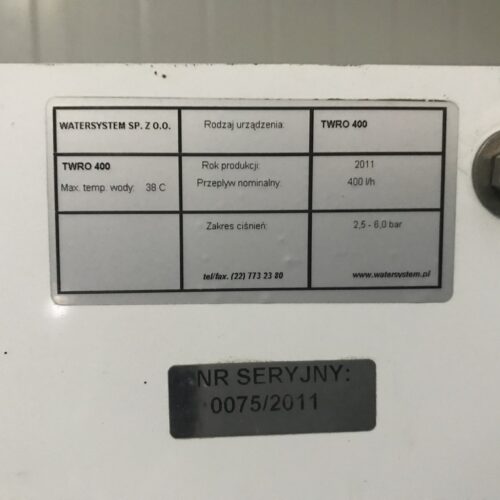 WATERSYSTEM SP. Z O.O. Rodzaj urządzenia: TWRO 400
TWRO 400 Rok produkcji: 2011
Max. temp. wody: 38 C Przepływ nominalny: 400 l/h
Zakres ciśnień: 2,5 - 6,0 bar
tel/fax. (22) 773 23 80 www.watersystem.pl
NR SERYJNY:
0075/2011